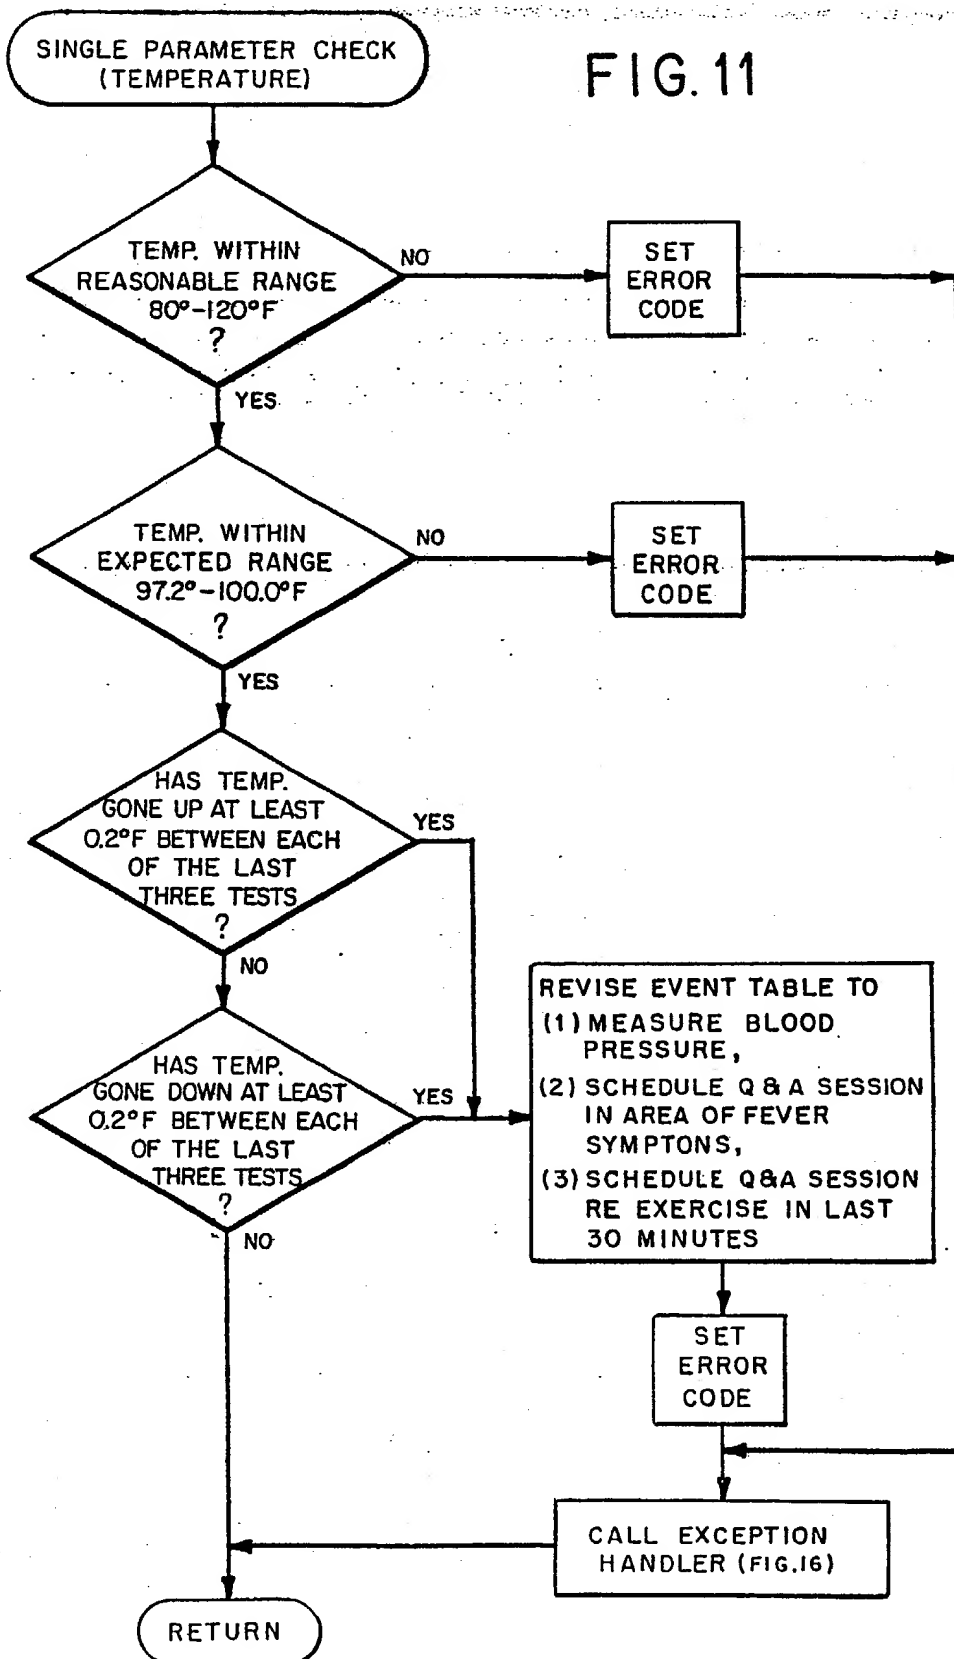 SINGLE PARAMETER CHECK
(TEMPERATURE)
FIG. 11
TEMP. WITHIN
REASONABLE RANGE
80°-120°F
?
NO
SET
ERROR
CODE
YES
TEMP. WITHIN
EXPECTED RANGE
97.2°-100.0°F
?
NO
SET
ERROR
CODE
YES
HAS TEMP.
GONE UP AT LEAST
0.2°F BETWEEN EACH
OF THE LAST
THREE TESTS
?
YES
NO
HAS TEMP.
GONE DOWN AT LEAST
0.2°F BETWEEN EACH
OF THE LAST
THREE TESTS
?
YES
NO
REVISE EVENT TABLE TO
(1) MEASURE BLOOD
PRESSURE,
(2) SCHEDULE Q & A SESSION
IN AREA OF FEVER
SYMPTONS,
(3) SCHEDULE Q&A SESSION
RE EXERCISE IN LAST
30 MINUTES
SET
ERROR
CODE
CALL EXCEPTION
HANDLER (FIG.16)
RETURN